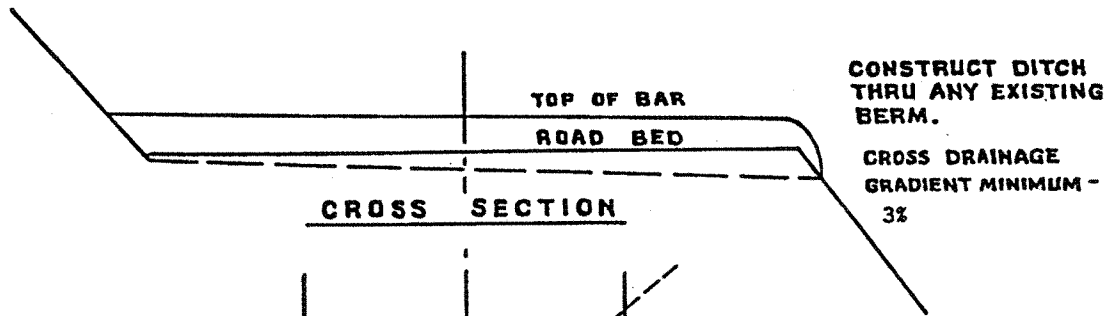 TOP OF BAR
ROAD BED
CROSS SECTION
CONSTRUCT DITCH
THRU ANY EXISTING
BERM.
CROSS DRAINAGE
GRADIENT MINIMUM -
3%